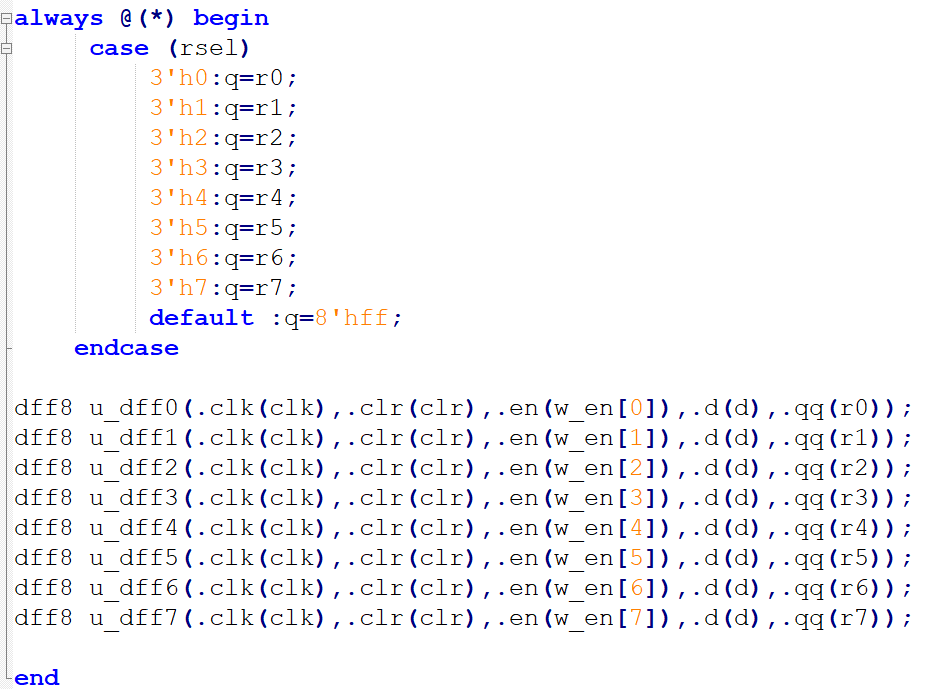 always @(*) begin
case (rsel)
3'h0:q=r0;
3'h1:q=r1;
3'h2:q=r2;
3'h3:q=r3;
3'h4:q=r4;
3'h5:q=r5;
3'h6:q=r6;
3'h7:q=r7;
default :q=8'hff;
endcase
dff8 u_dff0(.clk(clk),.clr(clr),.en(w_en[0]),.d(d),.qq(r0));
dff8 u_dff1(.clk(clk),.clr(clr),.en(w_en[1]),.d(d),.qq(r1));
dff8 u_dff2(.clk(clk),.clr(clr),.en(w_en[2]),.d(d),.qq(r2));
dff8 u_dff3(.clk(clk),.clr(clr),.en(w_en[3]),.d(d),.qq(r3));
dff8 u_dff4(.clk(clk),.clr(clr),.en(w_en[4]),.d(d),.qq(r4));
dff8 u_dff5(.clk(clk),.clr(clr),.en(w_en[5]),.d(d),.qq(r5));
dff8 u_dff6(.clk(clk),.clr(clr),.en(w_en[6]),.d(d),.qq(r6));
dff8 u_dff7(.clk(clk),.clr(clr),.en(w_en[7]),.d(d),.qq(r7));
end